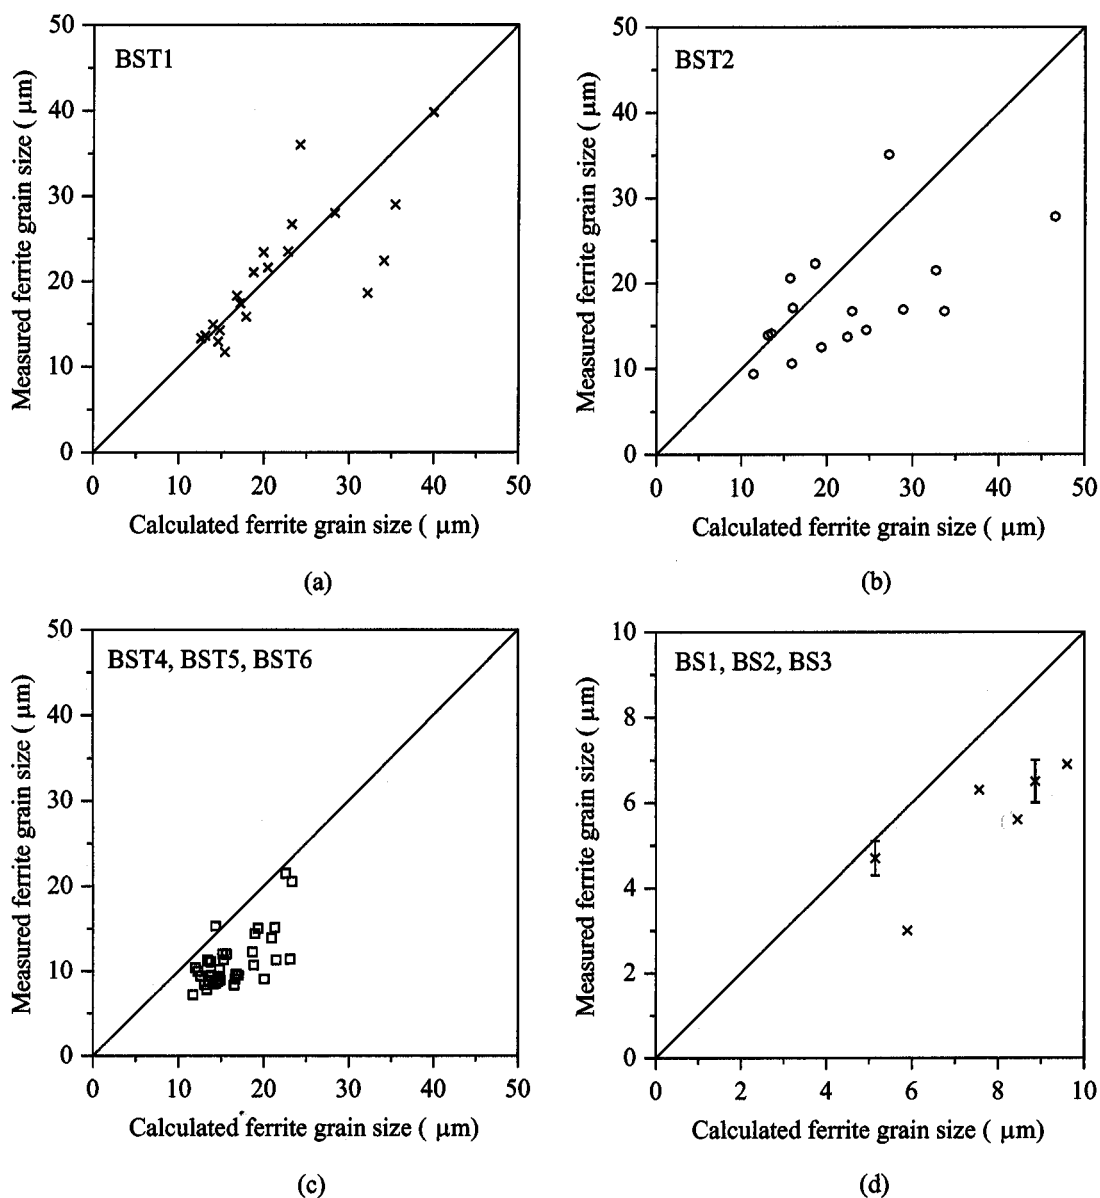 BST1
Measured ferrite grain size ( μm)
50
40
30
20
10
0
0 10 20 30 40 50
Calculated ferrite grain size ( μm)
(a)
BST2
Measured ferrite grain size ( μm)
50
40
30
20
10
0
0 10 20 30 40 50
Calculated ferrite grain size ( μm)
(b)
BST4, BST5, BST6
Measured ferrite grain size ( μm)
50
40
30
20
10
0
0 10 20 30 40 50
Calculated ferrite grain size ( μm)
(c)
BS1, BS2, BS3
Measured ferrite grain size ( μm)
10
8
6
4
2
0
0 2 4 6 8 10
Calculated ferrite grain size ( μm)
(d)